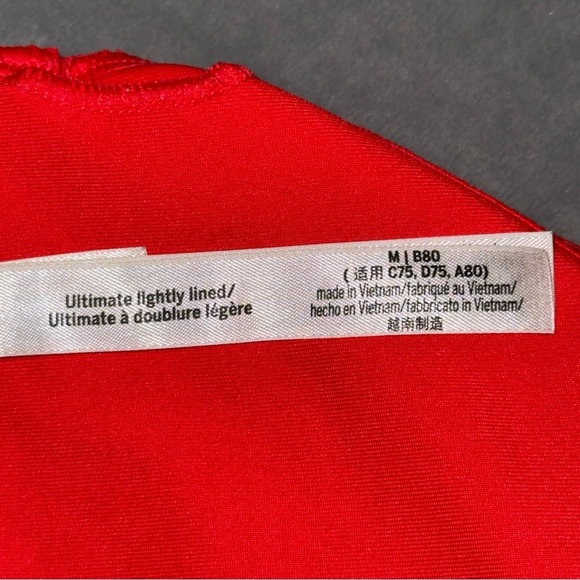 Ultimate lightly lined/
Ultimate à doublure légère
M | B80
(适用 C75, D75, A80)
made in Vietnam/fabriqué au Vietnam/
hecho en Vietnam/fabbricato in Vietnam/
越南制造